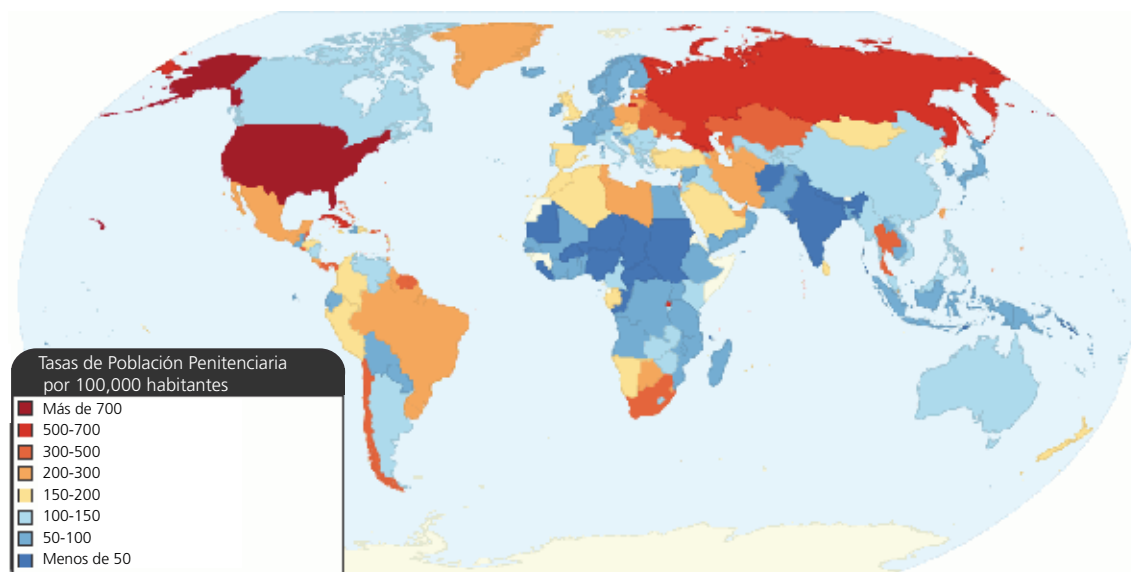 Tasas de Población Penitenciaria
por 100,000 habitantes
Más de 700
500-700
300-500
200-300
150-200
100-150
50-100
Menos de 50